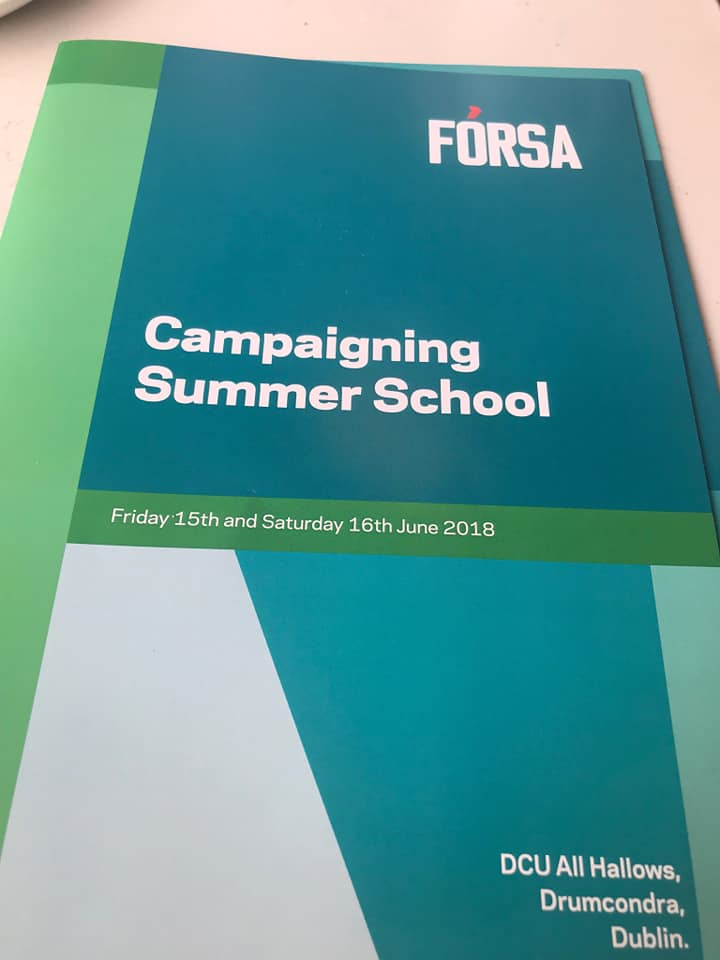 FÓRSA
Campaigning
Summer School
Friday 15th and Saturday 16th June 2018
DCU All Hallows,
Drumcondra,
Dublin.